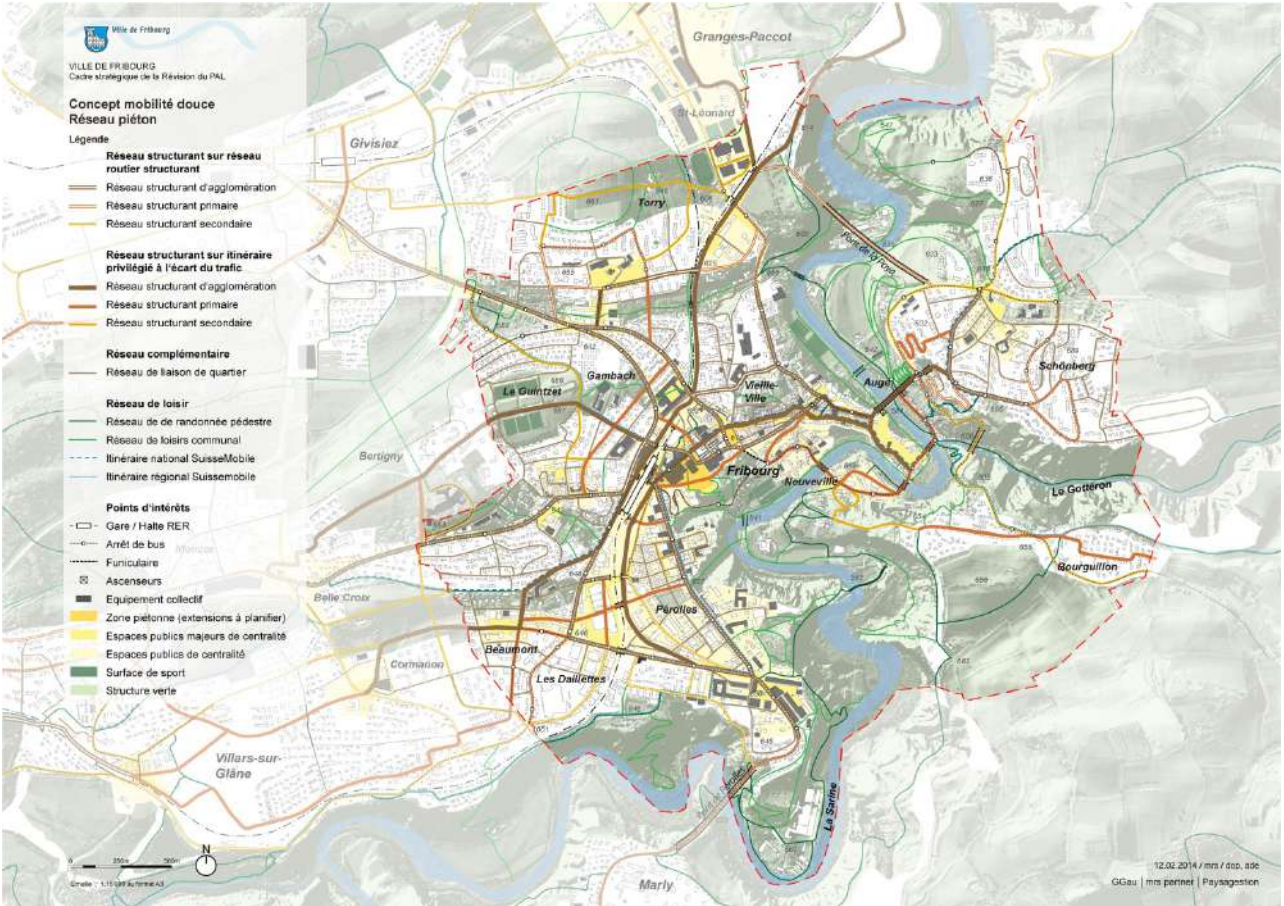 Ville de Fribourg
VILLE DE FRIBOURG
Cadre stratégique de la Révision du PAL
Concept mobilité douce
Réseau piéton
Légende
Réseau structurant sur réseau
routier structurant
Réseau structurant d'agglomération
Réseau structurant primaire
Réseau structurant secondaire
Réseau structurant sur itinéraire
privilégié à l'écart du trafic
Réseau structurant d'agglomération
Réseau structurant primaire
Réseau structurant secondaire
Réseau complémentaire
Réseau de liaison de quartier
Réseau de loisir
Réseau de de randonnée pédestre
Réseau de loisirs communal
Itinéraire national SuisseMobile
Itinéraire régional Suissemobile
Points d'intérêts
Gare / Halte RER
Arrêt de bus
Funiculaire
Ascenseurs
Equipement collectif
Zone piétonne (extensions à planifier)
Espaces publics majeurs de centralité
Espaces publics de centralité
Surface de sport
Structure verte
Granges-Paccot
St-Léonard
Givisiez
Torry
Pont de la Poya
Schönberg
Auge
Vieille-
Ville
Gambach
Le Guintzet
Bertigny
Fribourg
Neuveville
Le Gottéron
Bourguillon
Belle Croix
Pérolles
Beaumont
Cormanon
Les Daillettes
Villars-sur-
Glâne
La Sarine
Marly
N
0 250m 500m
12.02.2014 / mrs / dop, ade
GGau | mrs partner | Paysagestion